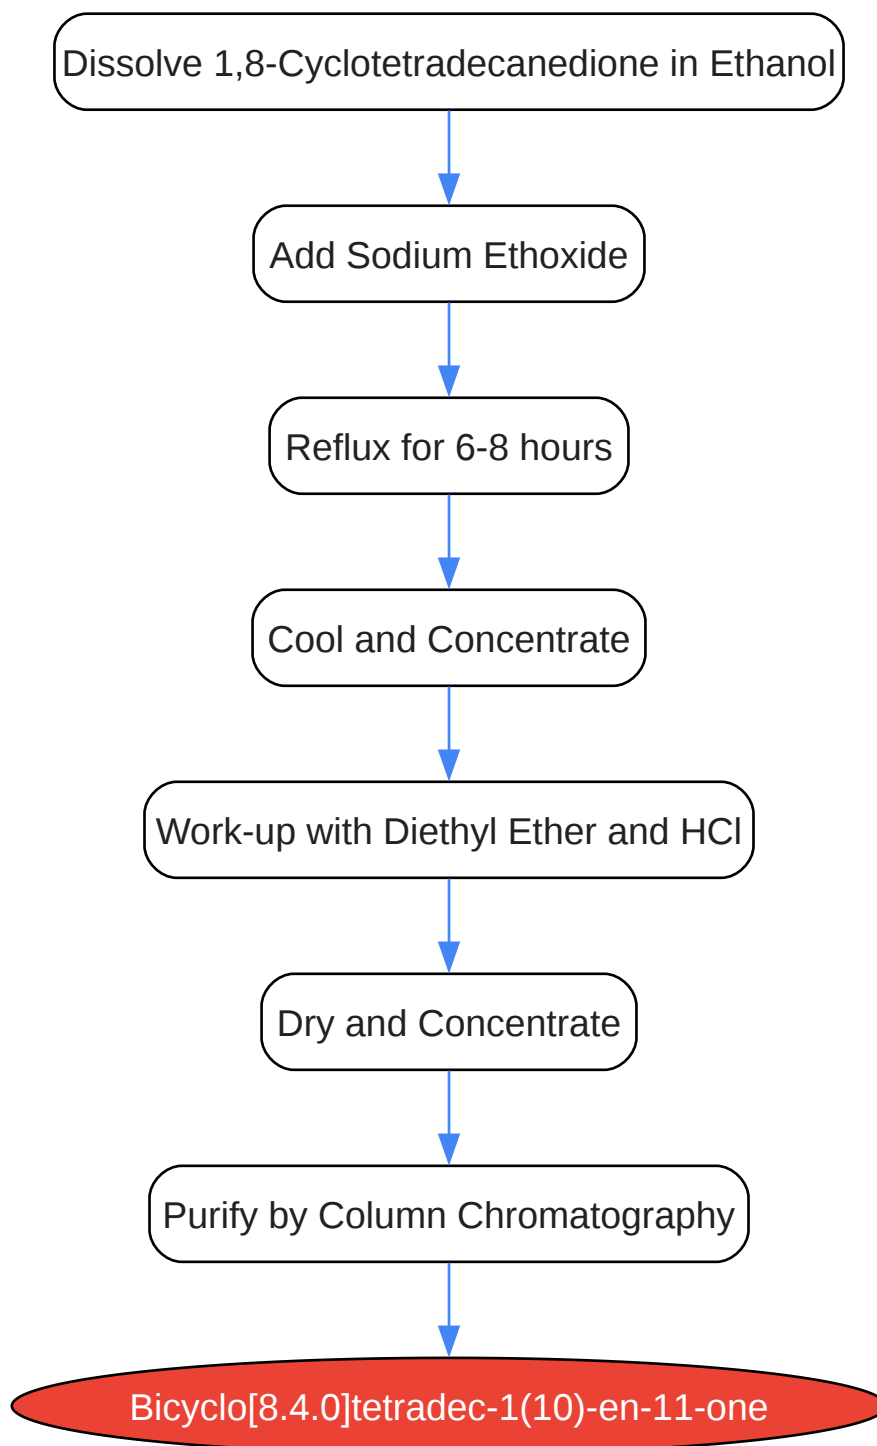 Dissolve 1,8-Cyclotetradecanedione in Ethanol
Add Sodium Ethoxide
Reflux for 6-8 hours
Cool and Concentrate
Work-up with Diethyl Ether and HCl
Dry and Concentrate
Purify by Column Chromatography
Bicyclo[8.4.0]tetradec-1(10)-en-11-one